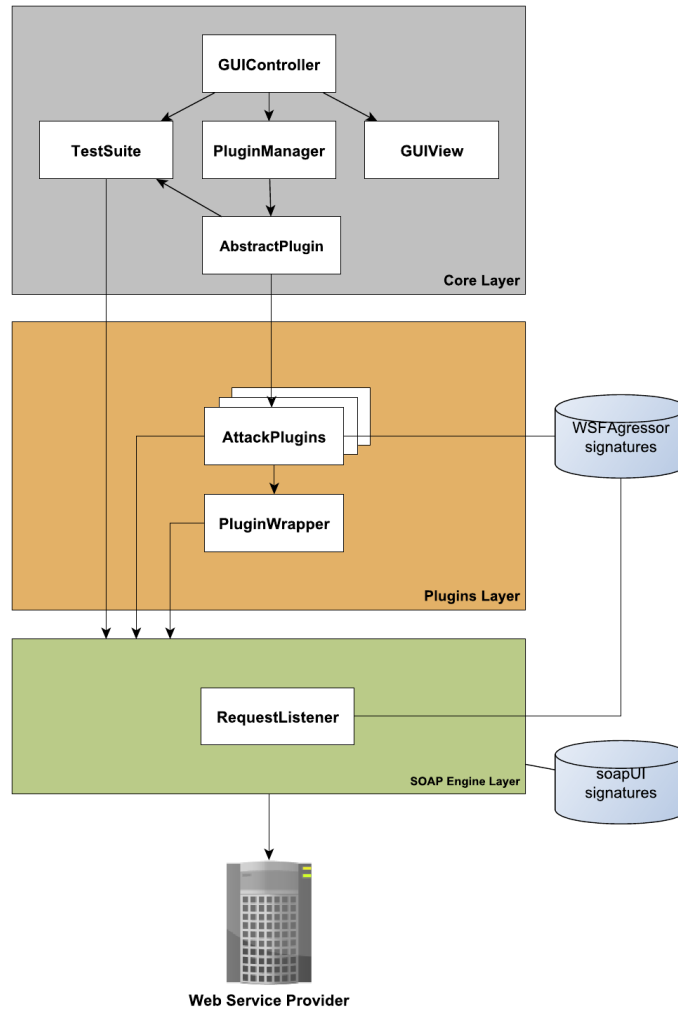 GUIController
TestSuite
PluginManager
GUIView
AbstractPlugin
Core Layer
AttackPlugins
WSFAgressor
signatures
PluginWrapper
Plugins Layer
RequestListener
SOAP Engine Layer
soapUI
signatures
Web Service Provider